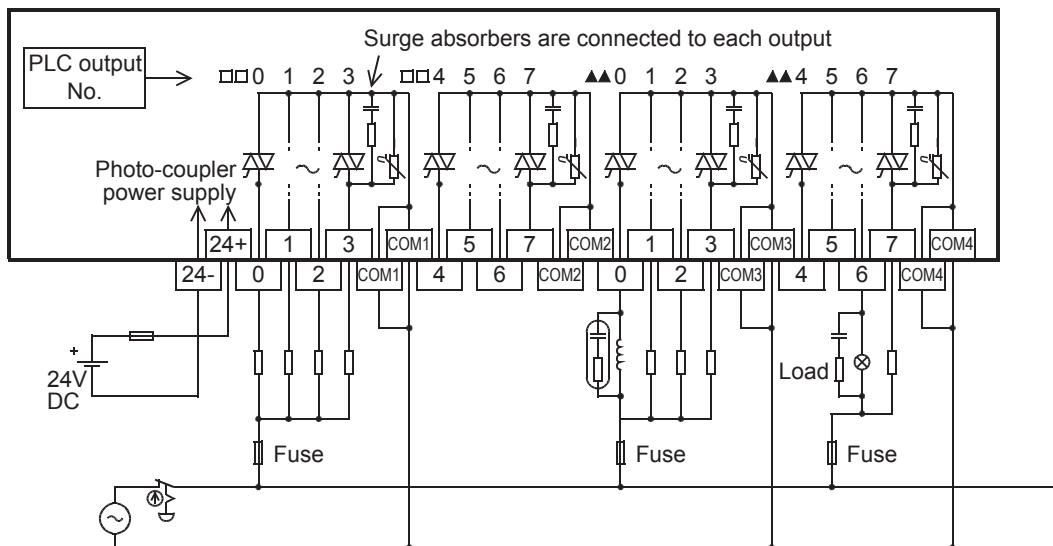 Surge absorbers are connected to each output
PLC output
No.
□□0 1 2 3 □□4 5 6 7 ▲▲0 1 2 3 ▲▲4 5 6 7
Photo-coupler
power supply
24+ 1 3 COM1 5 7 COM2 1 3 COM3 5 7 COM4
24- 0 2 COM1 4 6 COM2 0 2 COM3 4 6 COM4
+
24V
DC
Load
Fuse Fuse Fuse